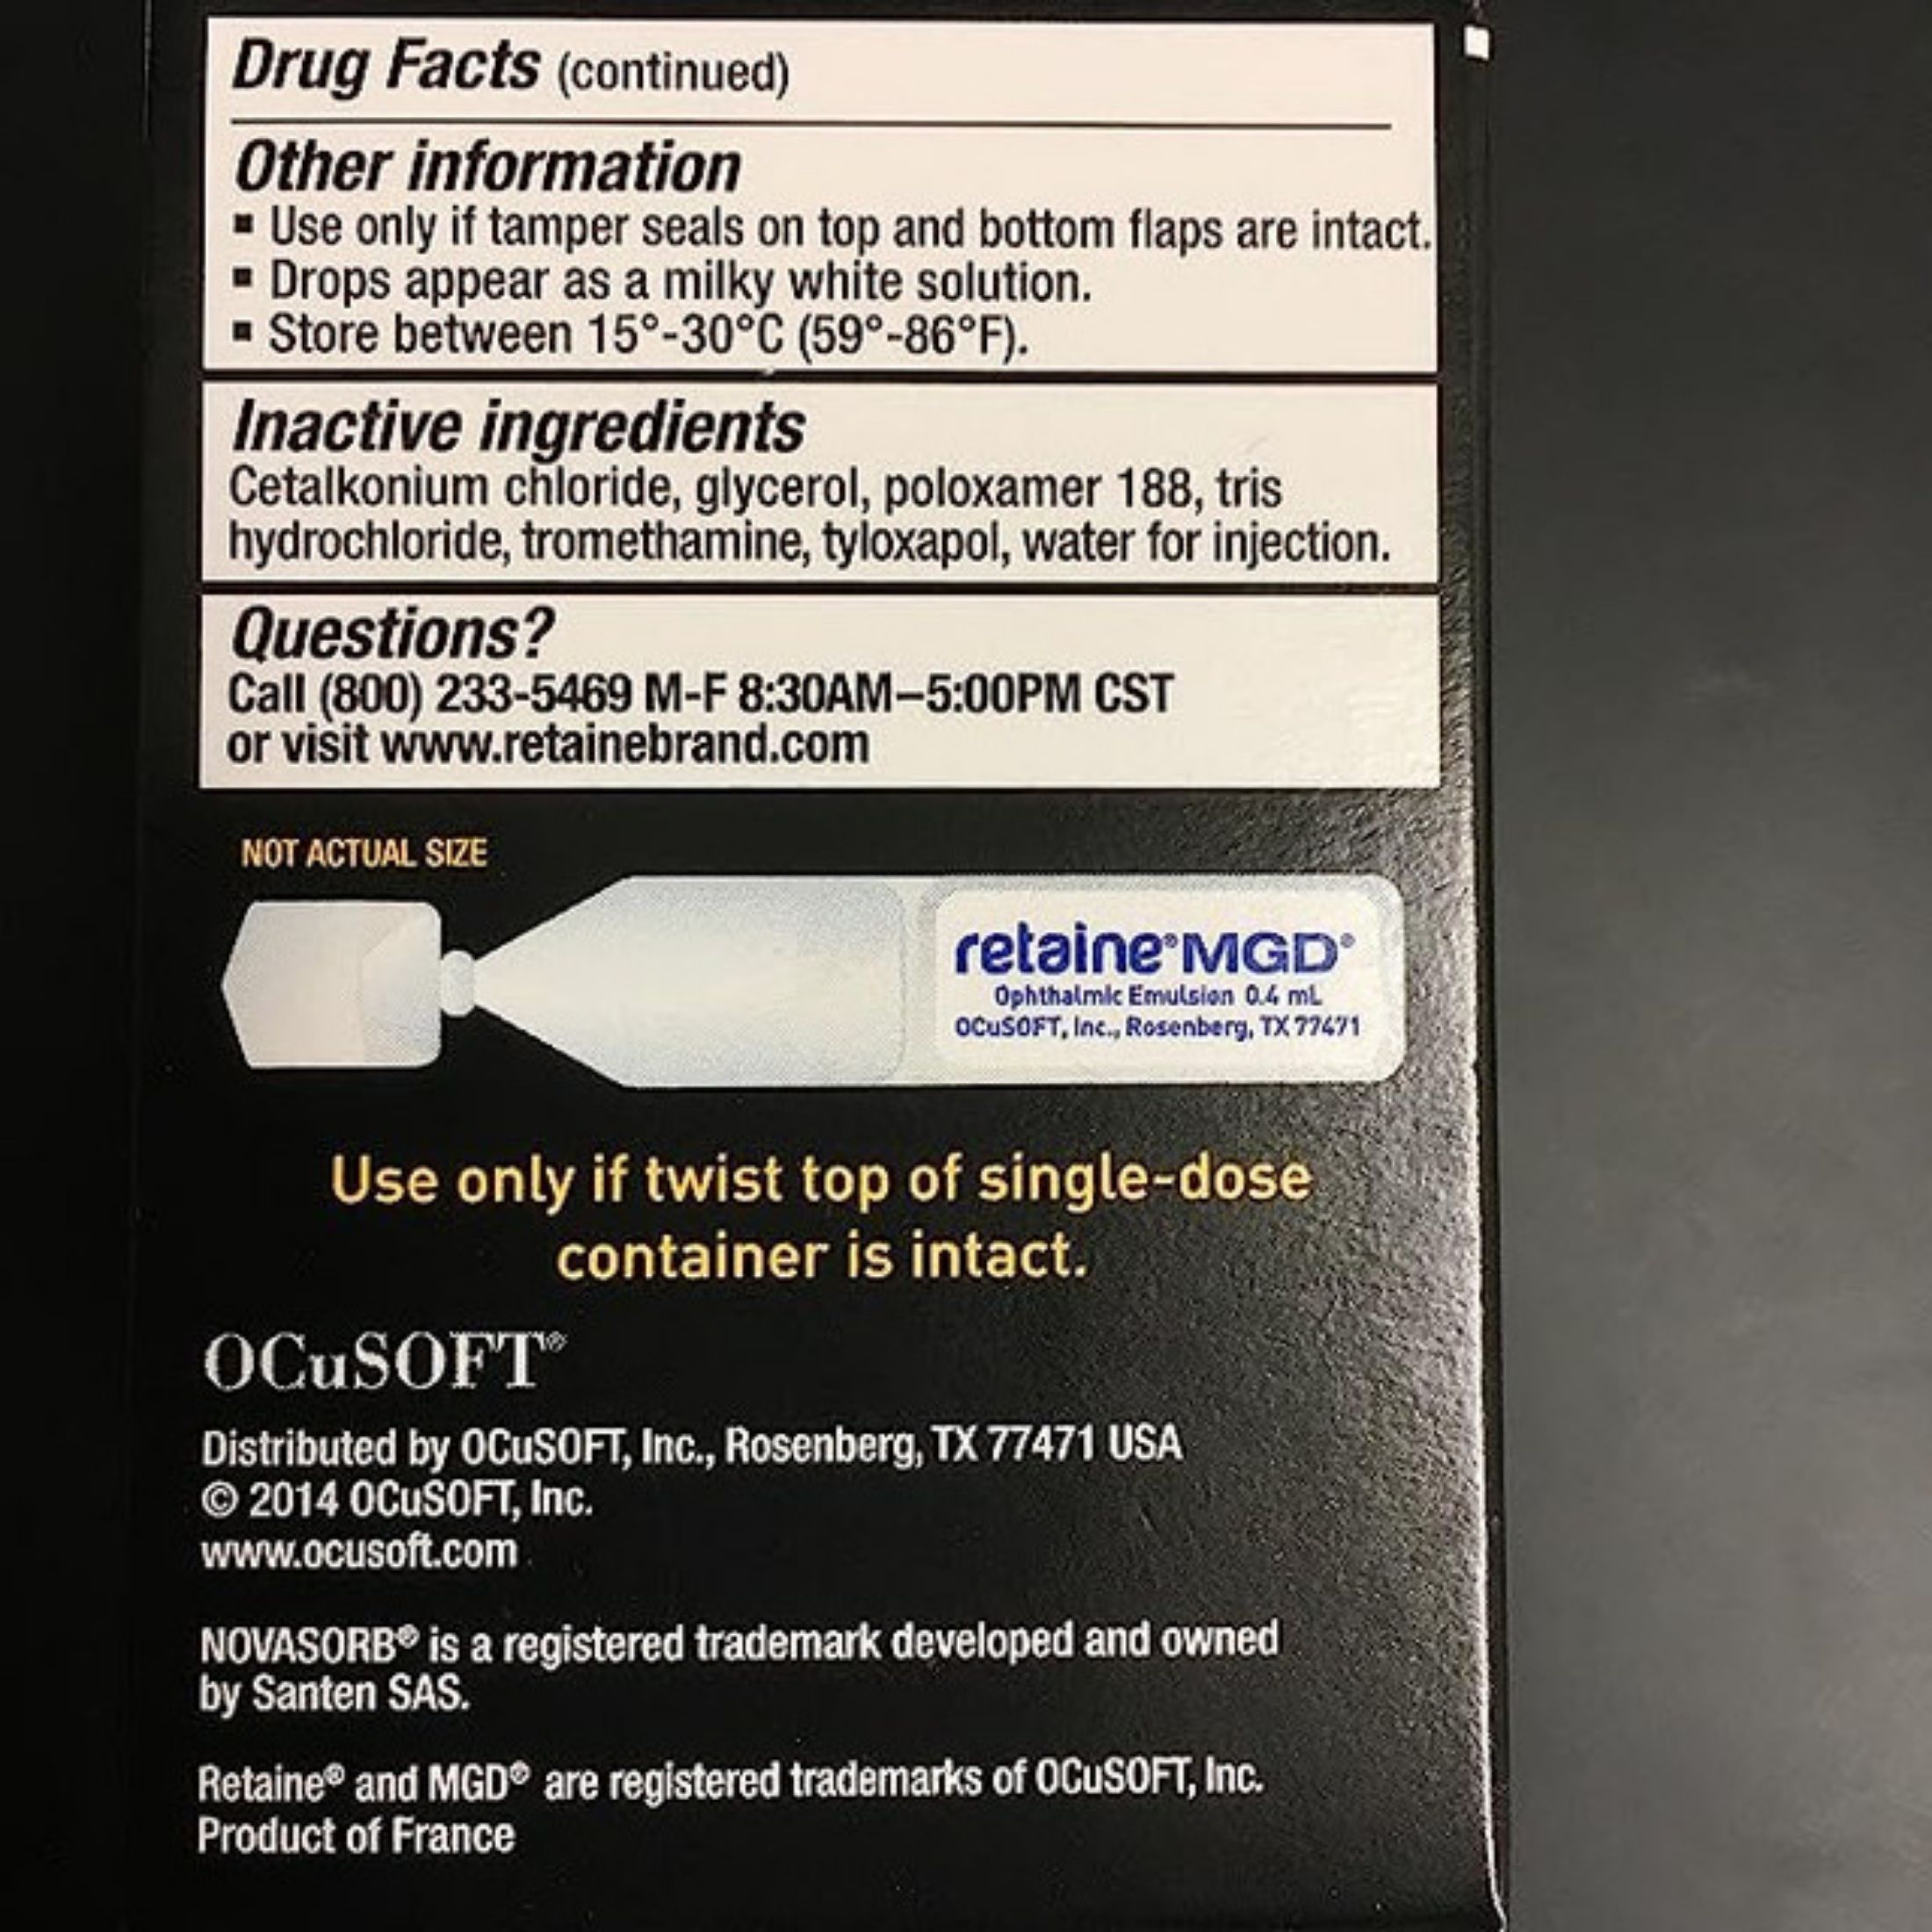 Drug Facts (continued)
Other information
▪ Use only if tamper seals on top and bottom flaps are intact.
▪ Drops appear as a milky white solution.
▪ Store between 15°-30°C (59°-86°F).
Inactive ingredients
Cetalkonium chloride, glycerol, poloxamer 188, tris
hydrochloride, tromethamine, tyloxapol, water for injection.
Questions?
Call (800) 233-5469 M-F 8:30AM–5:00PM CST
or visit www.retainebrand.com
NOT ACTUAL SIZE
retaine®MGD®
Ophthalmic Emulsion 0.4 mL
OCuSOFT, Inc., Rosenberg, TX 77471
Use only if twist top of single-dose
container is intact.
OCuSOFT®
Distributed by OCuSOFT, Inc., Rosenberg, TX 77471 USA
© 2014 OCuSOFT, Inc.
www.ocusoft.com
NOVASORB® is a registered trademark developed and owned
by Santen SAS.
Retaine® and MGD® are registered trademarks of OCuSOFT, Inc.
Product of France